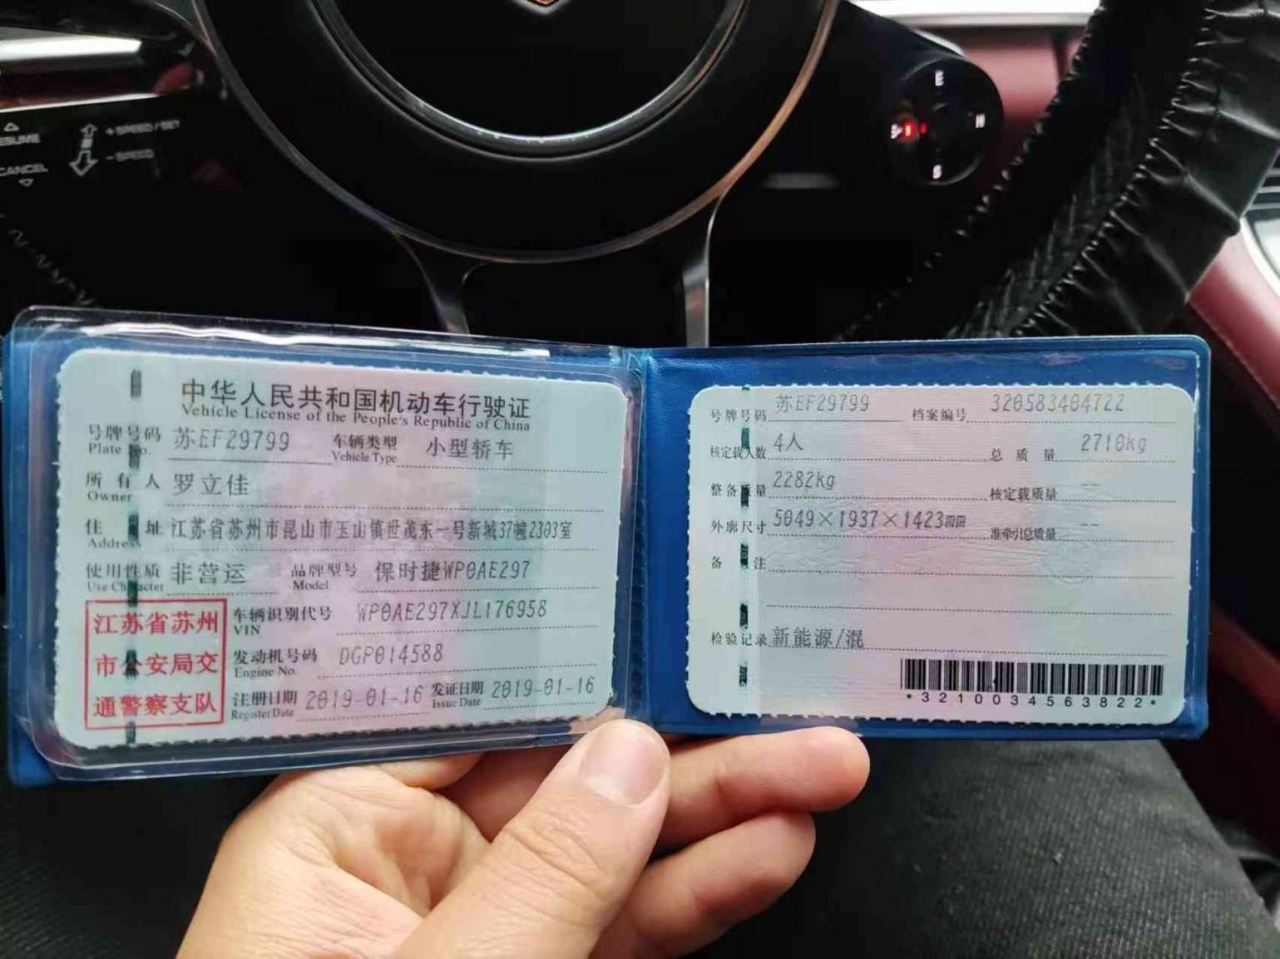 E
N
S
S+
RESUME
CANCEL
+ SPEED / SET
- SPEED
中华人民共和国机动车行驶证
Vehicle License of the People's Republic of China
号牌号码 苏EF29799 车辆类型 小型轿车
Plate No. Vehicle Type
所有人 罗立佳
Owner
住址 江苏省苏州市昆山市玉山镇世茂东一号新城37幢2303室
Address
使用性质 非营运 品牌型号 保时捷WP0AE297
Use Character Model
江苏省苏州
市公安局交
通警察支队
车辆识别代号 WP0AE297XJL176958
VIN
发动机号码 DGP014588
Engine No.
注册日期 2019-01-16 发证日期 2019-01-16
Register Date Issue Date
号牌号码 苏EF29799 档案编号 320583404722
核定载人数 4人 总质量 2710kg
整备质量 2282kg 核定载质量 --
外廓尺寸 5049×1937×1423mm 准牵引总质量 --
备注
检验记录 新能源/混
*3210034563822*